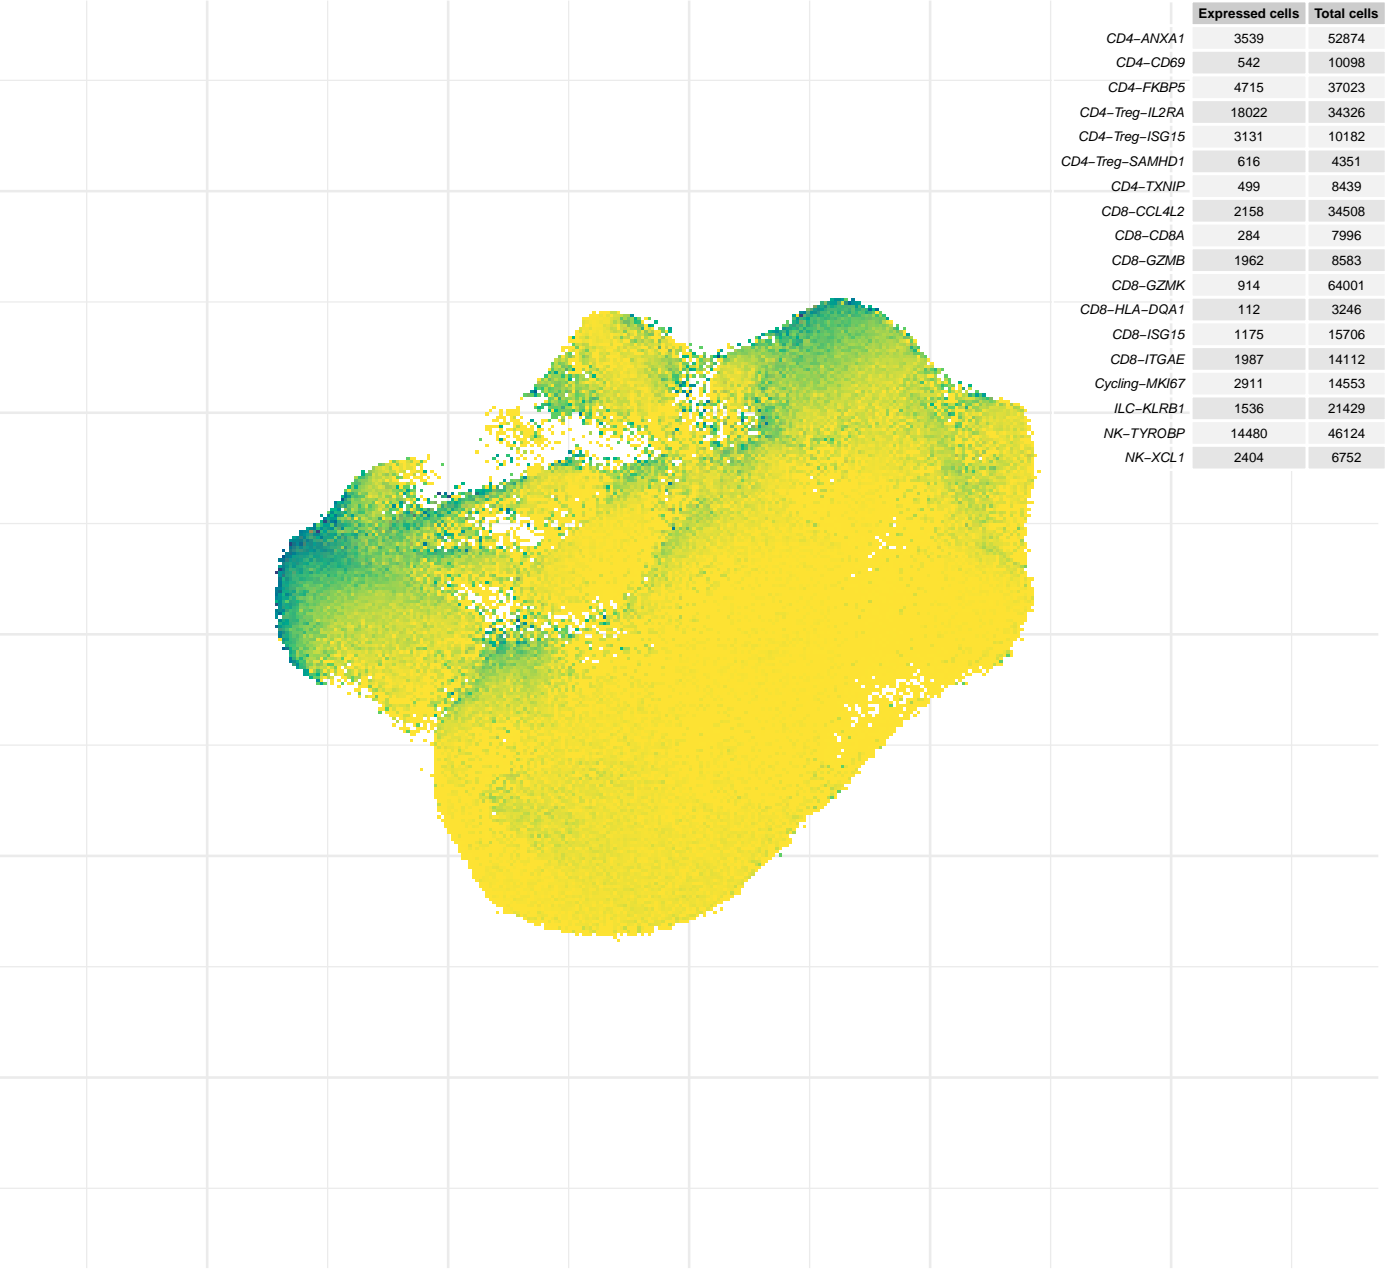 Expressed cells Total cells
CD4−ANXA1 3539 52874
CD4−CD69 542 10098
CD4−FKBP5 4715 37023
CD4−Treg−IL2RA 18022 34326
CD4−Treg−ISG15 3131 10182
CD4−Treg−SAMHD1 616 4351
CD4−TXNIP 499 8439
CD8−CCL4L2 2158 34508
CD8−CD8A 284 7996
CD8−GZMB 1962 8583
CD8−GZMK 914 64001
CD8−HLA−DQA1 112 3246
CD8−ISG15 1175 15706
CD8−ITGAE 1987 14112
Cycling−MKI67 2911 14553
ILC−KLRB1 1536 21429
NK−TYROBP 14480 46124
NK−XCL1 2404 6752